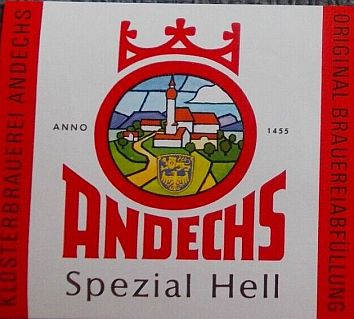 KLOSTERBRAUEREI ANDECHS
ANNO 1455
ANDECHS
Spezial Hell
ORIGINAL BRAUEREIABFÜLLUNG